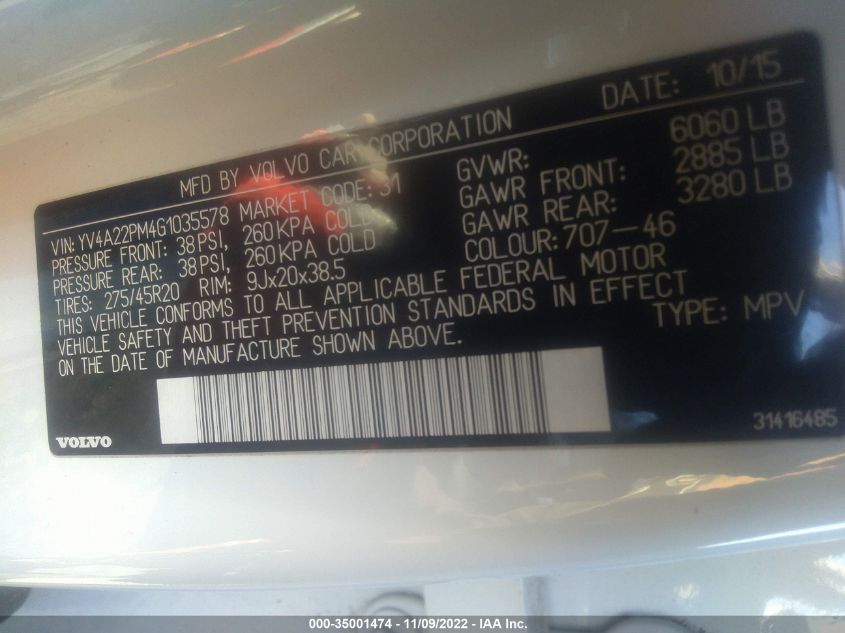 DATE: 10/15
MFD BY VOLVO CAR CORPORATION
VIN: YV4A22PM4G1035578 MARKET CODE: 31
PRESSURE FRONT: 38 PSI, 260 KPA COLD
PRESSURE REAR: 38 PSI, 260 KPA COLD
TIRES: 275/45R20 RIM: 9Jx20x38.5
GVWR: 6060 LB
GAWR FRONT: 2885 LB
GAWR REAR: 3280 LB
COLOUR: 707-46
THIS VEHICLE CONFORMS TO ALL APPLICABLE FEDERAL MOTOR
VEHICLE SAFETY AND THEFT PREVENTION STANDARDS IN EFFECT
ON THE DATE OF MANUFACTURE SHOWN ABOVE.
TYPE: MPV
VOLVO
31416485
000-35001474 - 11/09/2022 - IAA Inc.